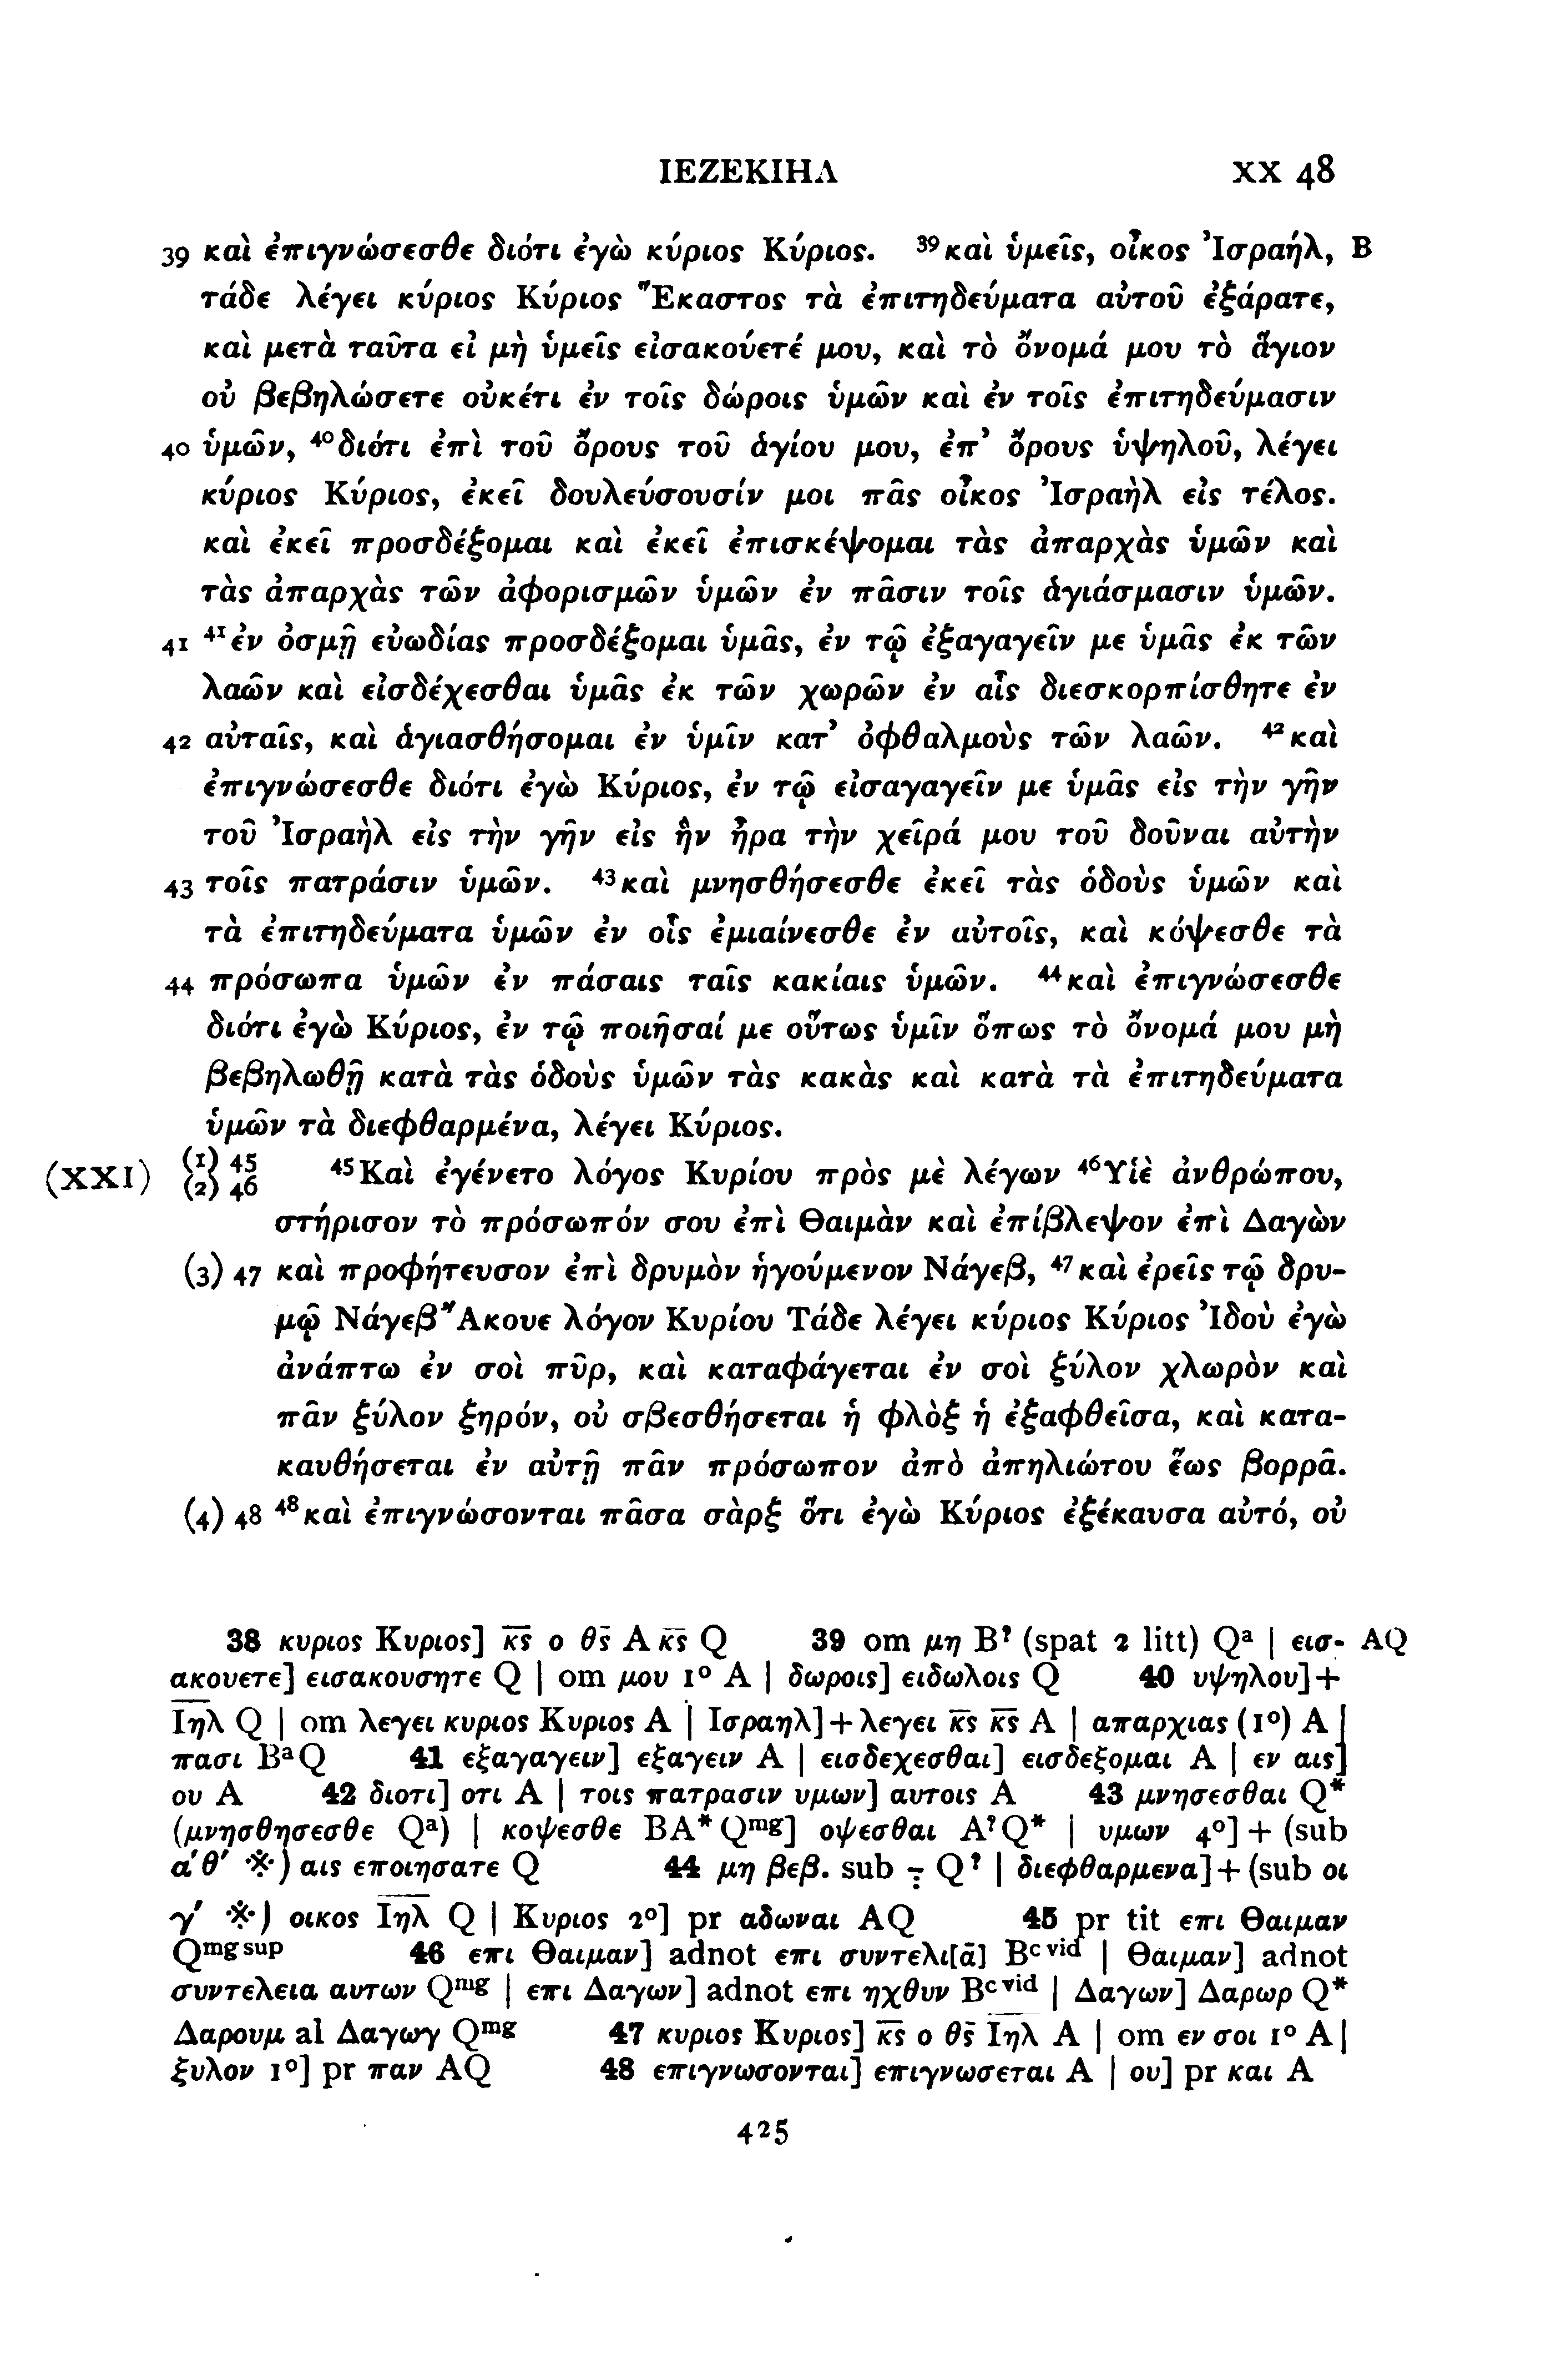 ΙΕΖΕΚΙΗΛ XX 48
39 καὶ ἐπιγνώσεσθε διότι ἐγὼ κύριος Κύριος. ³⁹καὶ ὑμεῖς, οἶκος Ἰσραήλ, B
τάδε λέγει κύριος Κύριος Ἕκαστος τὰ ἐπιτηδεύματα αὐτοῦ ἐξάρατε,
καὶ μετὰ ταῦτα εἰ μὴ ὑμεῖς εἰσακούετέ μου, καὶ τὸ ὄνομά μου τὸ ἅγιον
οὐ βεβηλώσετε οὐκέτι ἐν τοῖς δώροις ὑμῶν καὶ ἐν τοῖς ἐπιτηδεύμασιν
40 ὑμῶν, ⁴⁰διότι ἐπὶ τοῦ ὄρους τοῦ ἁγίου μου, ἐπ’ ὄρους ὑψηλοῦ, λέγει
κύριος Κύριος, ἐκεῖ δουλεύσουσίν μοι πᾶς οἶκος Ἰσραὴλ εἰς τέλος.
καὶ ἐκεῖ προσδέξομαι καὶ ἐκεῖ ἐπισκέψομαι τὰς ἀπαρχὰς ὑμῶν καὶ
τὰς ἀπαρχὰς τῶν ἀφορισμῶν ὑμῶν ἐν πᾶσιν τοῖς ἁγιάσμασιν ὑμῶν.
41 ⁴¹ἐν ὀσμῇ εὐωδίας προσδέξομαι ὑμᾶς, ἐν τῷ ἐξαγαγεῖν με ὑμᾶς ἐκ τῶν
λαῶν καὶ εἰσδέχεσθαι ὑμᾶς ἐκ τῶν χωρῶν ἐν αἷς διεσκορπίσθητε ἐν
42 αὐταῖς, καὶ ἁγιασθήσομαι ἐν ὑμῖν κατ’ ὀφθαλμοὺς τῶν λαῶν. ⁴²καὶ
ἐπιγνώσεσθε διότι ἐγὼ Κύριος, ἐν τῷ εἰσαγαγεῖν με ὑμᾶς εἰς τὴν γῆν
τοῦ Ἰσραὴλ εἰς τὴν γῆν εἰς ἣν ἦρα τὴν χεῖρά μου τοῦ δοῦναι αὐτὴν
43 τοῖς πατράσιν ὑμῶν. ⁴³καὶ μνησθήσεσθε ἐκεῖ τὰς ὁδοὺς ὑμῶν καὶ
τὰ ἐπιτηδεύματα ὑμῶν ἐν οἷς ἐμιαίνεσθε ἐν αὐτοῖς, καὶ κόψεσθε τὰ
44 πρόσωπα ὑμῶν ἐν πάσαις ταῖς κακίαις ὑμῶν. ⁴⁴καὶ ἐπιγνώσεσθε
διότι ἐγὼ Κύριος, ἐν τῷ ποιῆσαί με οὕτως ὑμῖν ὅπως τὸ ὄνομά μου μὴ
βεβηλωθῇ κατὰ τὰς ὁδοὺς ὑμῶν τὰς κακὰς καὶ κατὰ τὰ ἐπιτηδεύματα
ὑμῶν τὰ διεφθαρμένα, λέγει Κύριος.
(XXI) (1) 45 (2) 46 ⁴⁵Καὶ ἐγένετο λόγος Κυρίου πρὸς μὲ λέγων ⁴⁶Υἱὲ ἀνθρώπου,
στήρισον τὸ πρόσωπόν σου ἐπὶ Θαιμὰν καὶ ἐπίβλεψον ἐπὶ Δαγὼν
(3) 47 καὶ προφήτευσον ἐπὶ δρυμὸν ἡγούμενον Νάγεβ, ⁴⁷καὶ ἐρεῖς τῷ δρυ-
μῷ Νάγεβ Ἄκουε λόγον Κυρίου Τάδε λέγει κύριος Κύριος Ἰδοὺ ἐγὼ
ἀνάπτω ἐν σοὶ πῦρ, καὶ καταφάγεται ἐν σοὶ ξύλον χλωρὸν καὶ
πᾶν ξύλον ξηρόν, οὐ σβεσθήσεται ἡ φλὸξ ἡ ἐξαφθεῖσα, καὶ κατα-
καυθήσεται ἐν αὐτῇ πᾶν πρόσωπον ἀπὸ ἀπηλιώτου ἕως βορρᾶ.
(4) 48 ⁴⁸καὶ ἐπιγνώσονται πᾶσα σὰρξ ὅτι ἐγὼ Κύριος ἐξέκαυσα αὐτό, οὐ
38 κυριος Κυριος] κ̅ς̅ ο θ̅ς̅ A κ̅ς̅ Q 39 om μη B? (spat 2 litt) Qᵃ | εισ- AQ
ακουετε] εισακουσητε Q | om μου 1° A | δωροις] ειδωλοις Q 40 υψηλου]+
Ι̅η̅λ̅ Q | om λεγει κυριος Κυριος A | Ισραηλ]+λεγει κ̅ς̅ κ̅ς̅ A | απαρχιας (1°) A |
πασι BᵃQ 41 εξαγαγειν] εξαγειν A | εισδεχεσθαι] εισδεξομαι A | εν αις]
ου A 42 διοτι] οτι A | τοις πατρασιν υμων] αυτοις A 43 μνησεσθαι Q*
(μνησθησεσθε Qᵃ) | κοψεσθε BA*Qᵐᵍ] οψεσθαι A?Q* | υμων 4°]+ (sub
α′ θ′ ※) αις εποιησατε Q 44 μη βεβ. sub ⨪ Q? | διεφθαρμενα]+(sub οι
γ′ ※) οικος Ι̅η̅λ̅ Q | Κυριος 2°] pr αδωναι AQ 45 pr tit επι Θαιμαν
Qᵐᵍ ˢᵘᵖ 46 επι Θαιμαν] adnot επι συντελι[ᾱ] Bᶜ ᵛⁱᵈ | Θαιμαν] adnot
συντελεια αυτων Qᵐᵍ | επι Δαγων] adnot επι ηχθυν Bᶜ ᵛⁱᵈ | Δαγων] Δαρωρ Q*
Δαρουμ al Δαγωγ Qᵐᵍ 47 κυριος Κυριος] κ̅ς̅ ο θ̅ς̅ Ι̅η̅λ̅ A | om εν σοι 1° A |
ξυλον 1°] pr παν AQ 48 επιγνωσονται] επιγνωσεται A | ου] pr και A
425